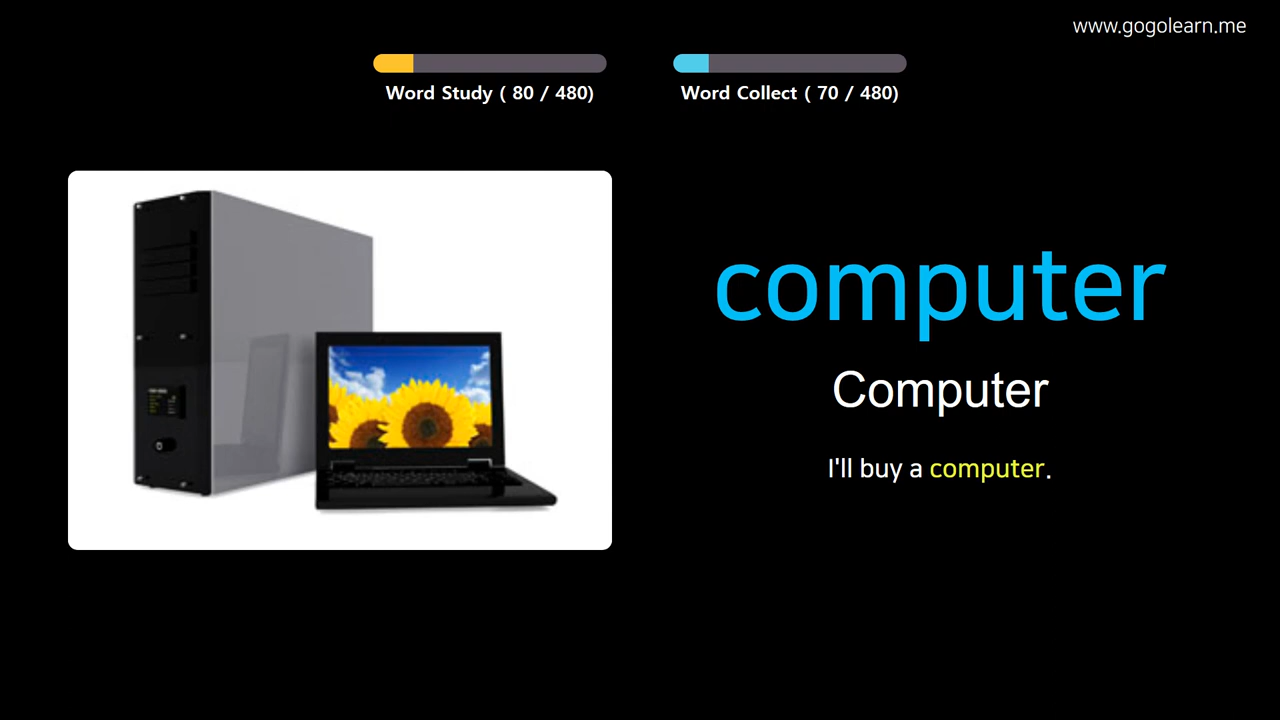 www.gogolearn.me
Word Study ( 80 / 480)
Word Collect ( 70 / 480)
computer
Computer
I'll buy a computer.